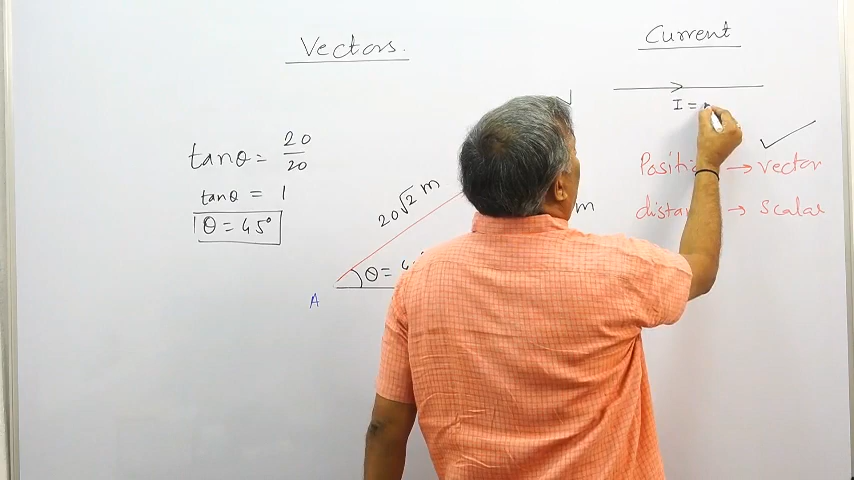 Vectors.
Current
I =
tanθ = 20/20
tanθ = 1
θ = 45°
20√2 m
θ =
A
m
→ vector
→ Scalar